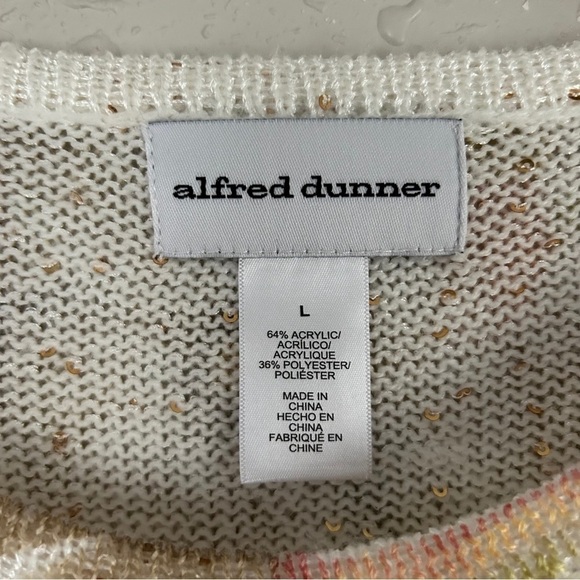 alfred dunner
L
64% ACRYLIC/
ACRÍLICO/
ACRYLIQUE
36% POLYESTER/
POLIÉSTER
MADE IN
CHINA
HECHO EN
CHINA
FABRIQUÉ EN
CHINE